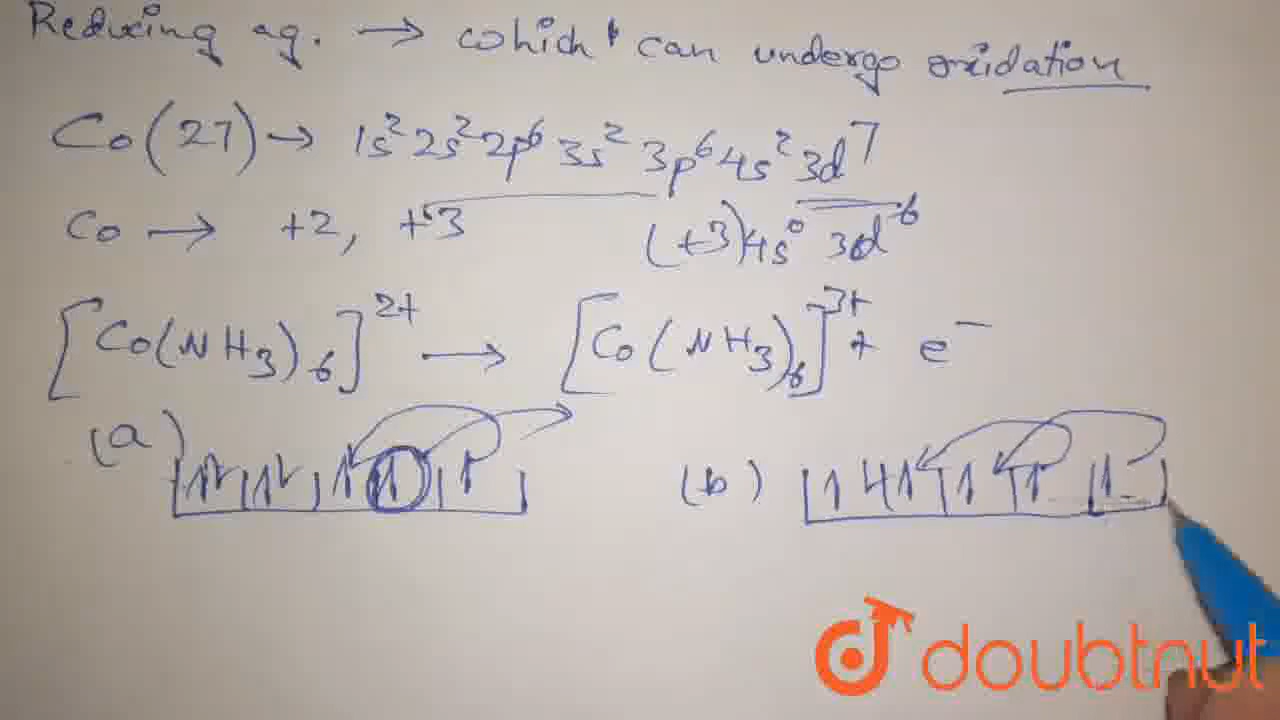 Reducing ag. → which can undergo oxidation
Co(27) → 1s² 2s² 2p⁶ 3s² 3p⁶ 4s² 3d⁷
Co → +2, +3 (+3) 4s⁰ 3d⁶
[Co(NH₃)₆]²⁺ → [Co(NH₃)₆]³⁺ + e⁻
(a) (b)
doubtnut